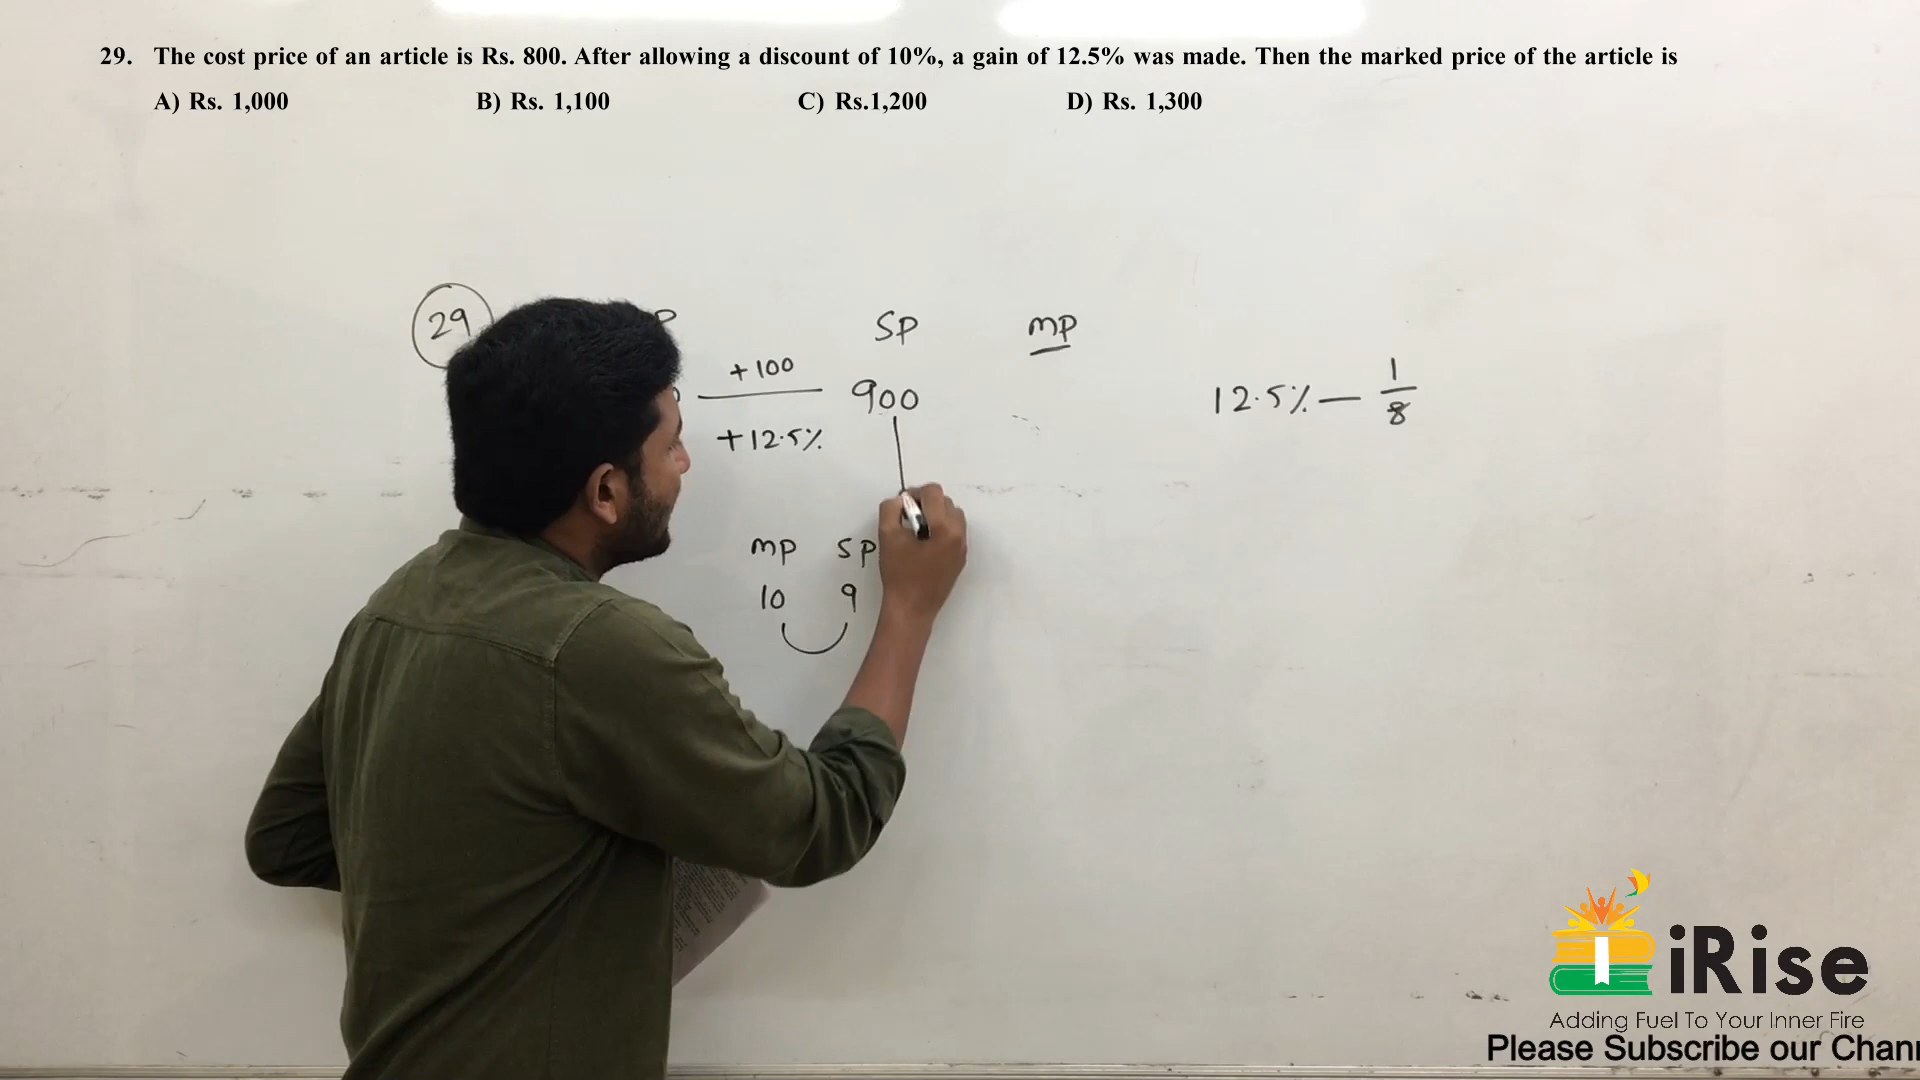 29. The cost price of an article is Rs. 800. After allowing a discount of 10%, a gain of 12.5% was made. Then the marked price of the article is
A) Rs. 1,000 B) Rs. 1,100 C) Rs.1,200 D) Rs. 1,300
29 SP mp
+100
900
12.5% — 1/8
+12.5%
mp sp
10 9
iRise
Adding Fuel To Your Inner Fire
Please Subscribe our Chann